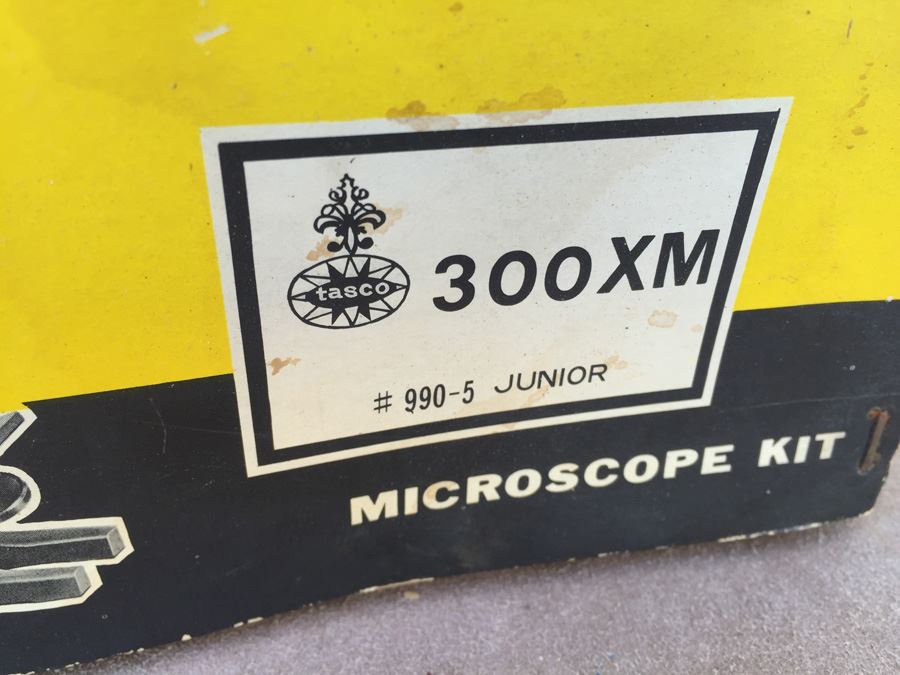 tasco
300XM
# 990-5 JUNIOR
MICROSCOPE KIT